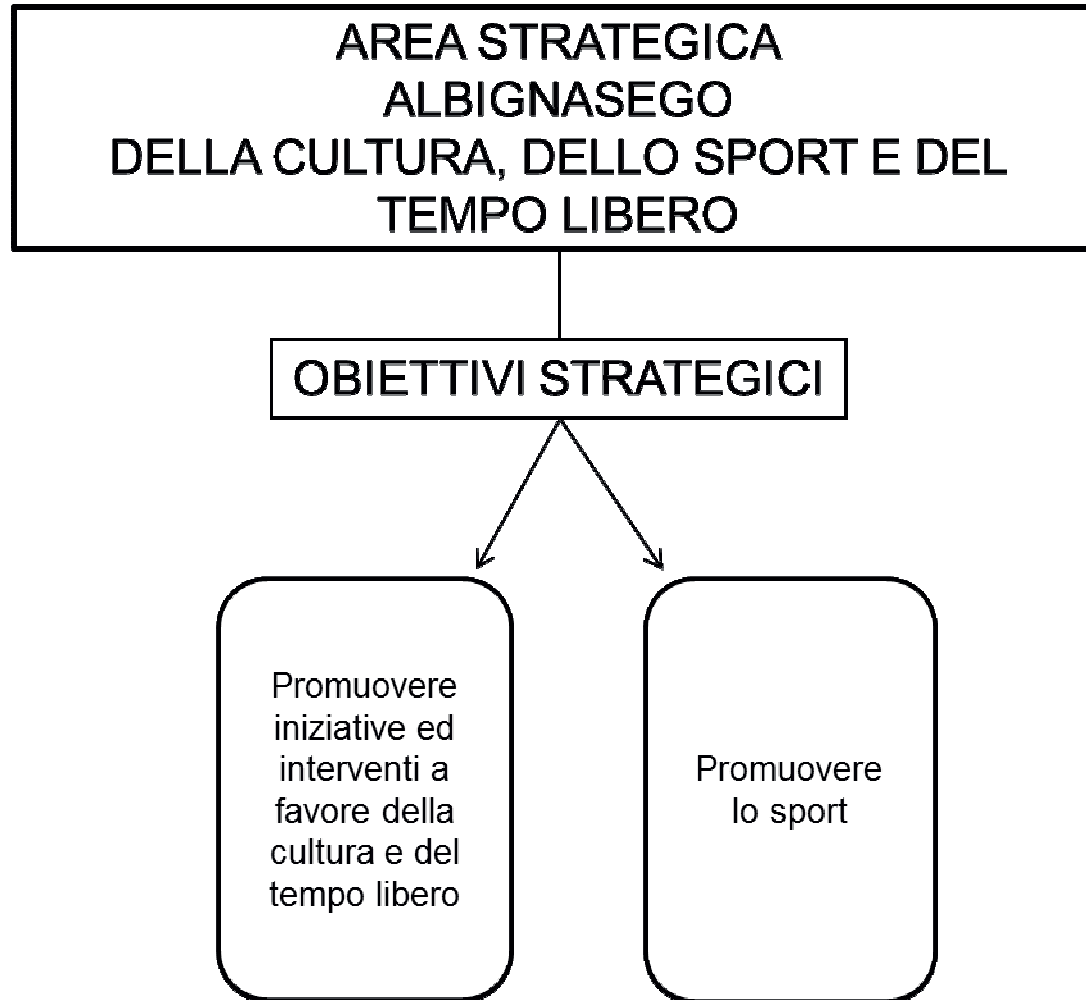 AREA STRATEGICA
ALBIGNASEGO
DELLA CULTURA, DELLO SPORT E DEL
TEMPO LIBERO
OBIETTIVI STRATEGICI
Promuovere
iniziative ed
interventi a
favore della
cultura e del
tempo libero
Promuovere
lo sport